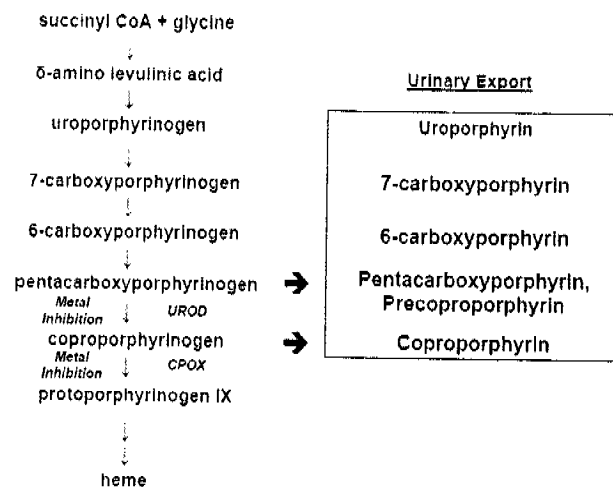 succinyl CoA + glycine
δ-amino levulinic acid
uroporphyrinogen
7-carboxyporphyrinogen
6-carboxyporphyrinogen
pentacarboxyporphyrinogen
Metal
Inhibition
UROD
coproporphyrinogen
Metal
Inhibition
CPOX
protoporphyrinogen IX
heme
Urinary Export
Uroporphyrin
7-carboxyporphyrin
6-carboxyporphyrin
Pentacarboxyporphyrin,
Precoproporphyrin
Coproporphyrin